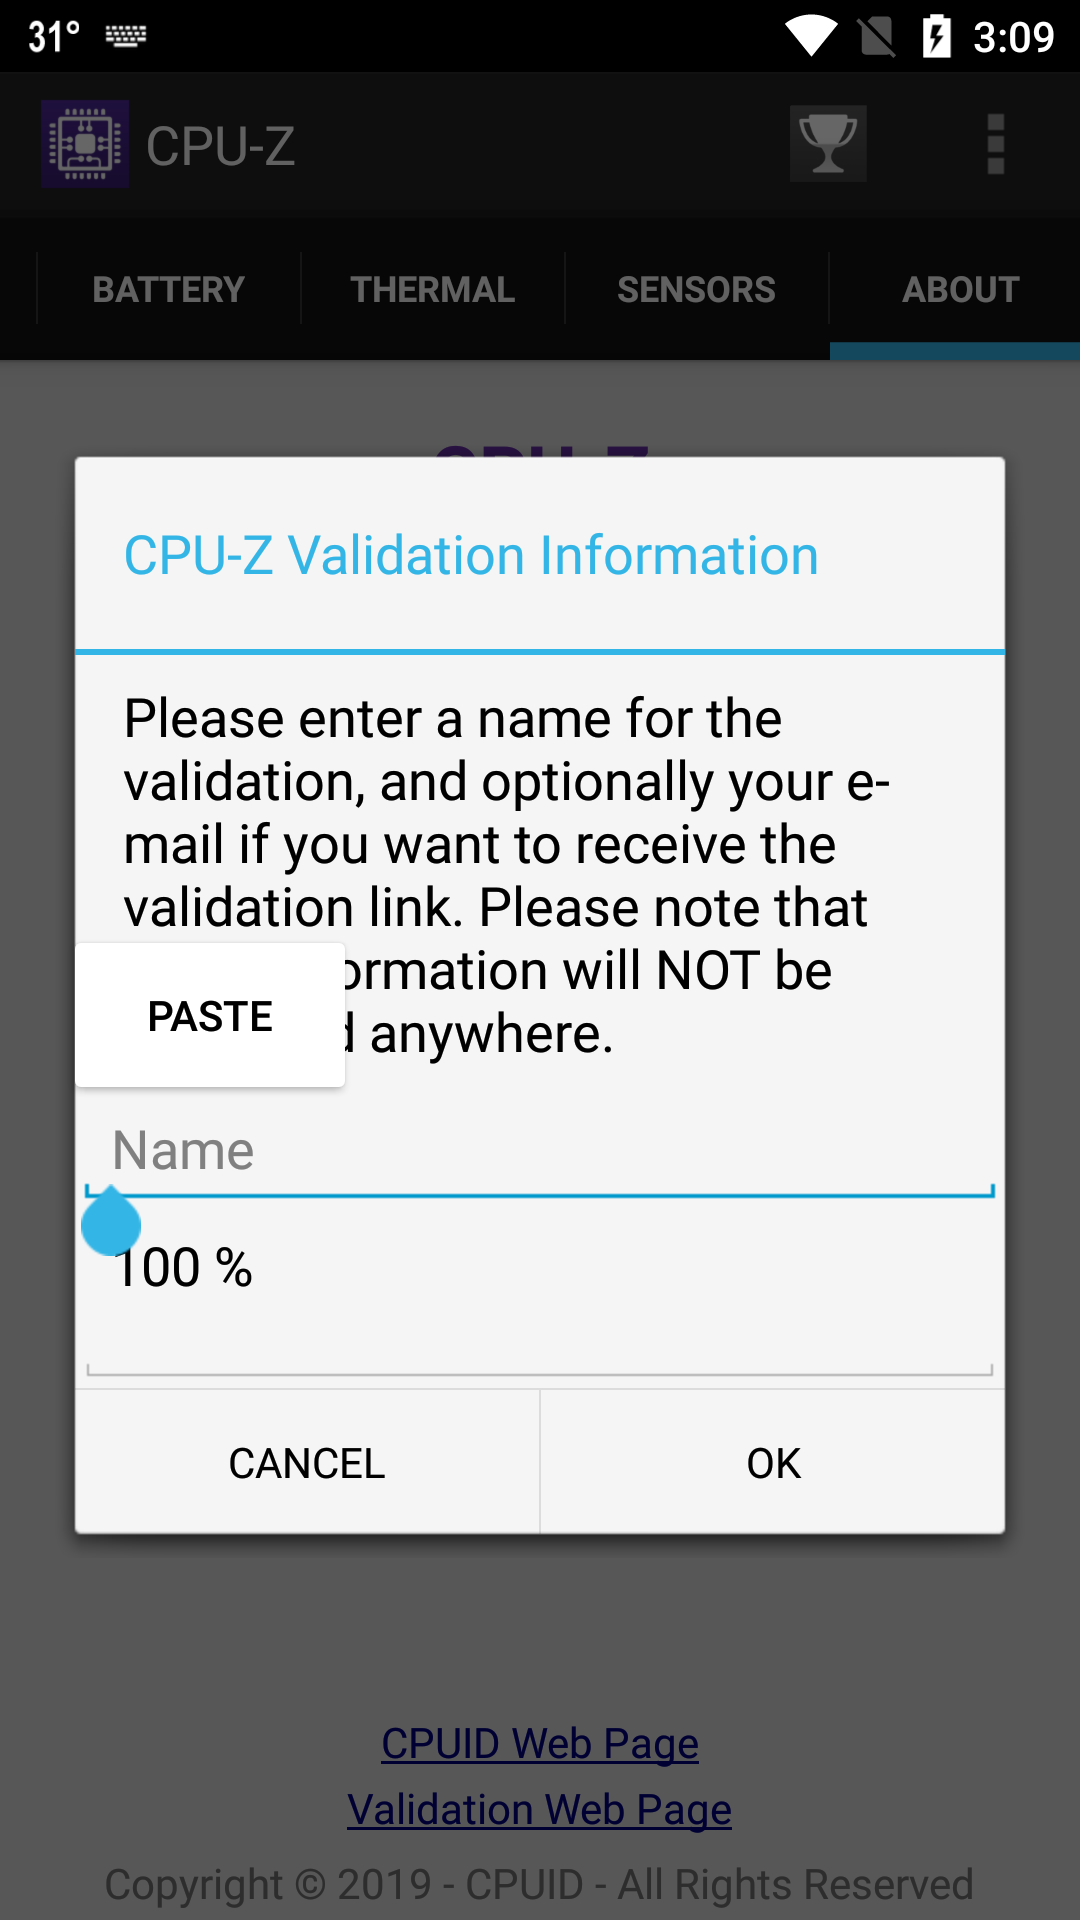 31° 3:09
CPU-Z
BATTERY THERMAL SENSORS ABOUT
CPU-Z
CPU-Z Validation Information
Please enter a name for the
validation, and optionally your e-
mail if you want to receive the
validation link. Please note that
ormation will NOT be
PASTE
d anywhere.
Name
100 %
CANCEL OK
CPUID Web Page
Validation Web Page
Copyright © 2019 - CPUID - All Rights Reserved